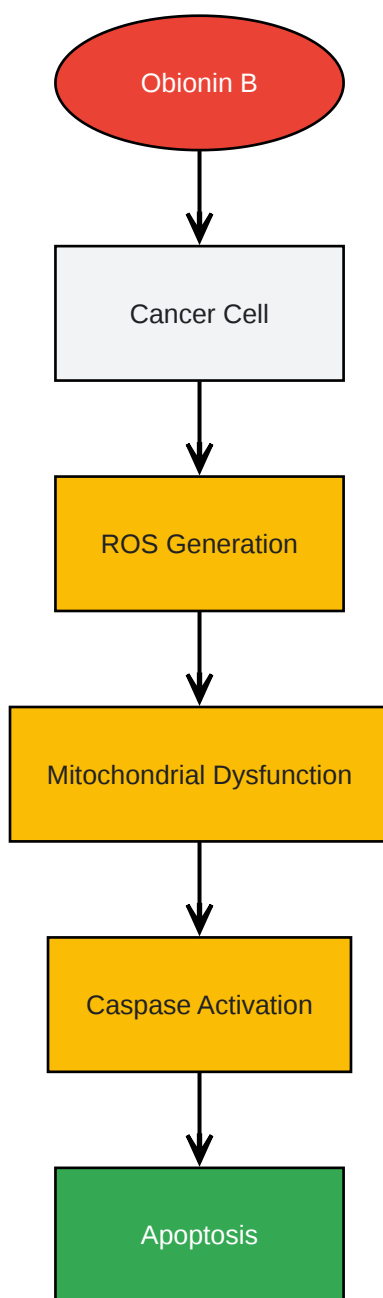 Obionin B
Cancer Cell
ROS Generation
Mitochondrial Dysfunction
Caspase Activation
Apoptosis